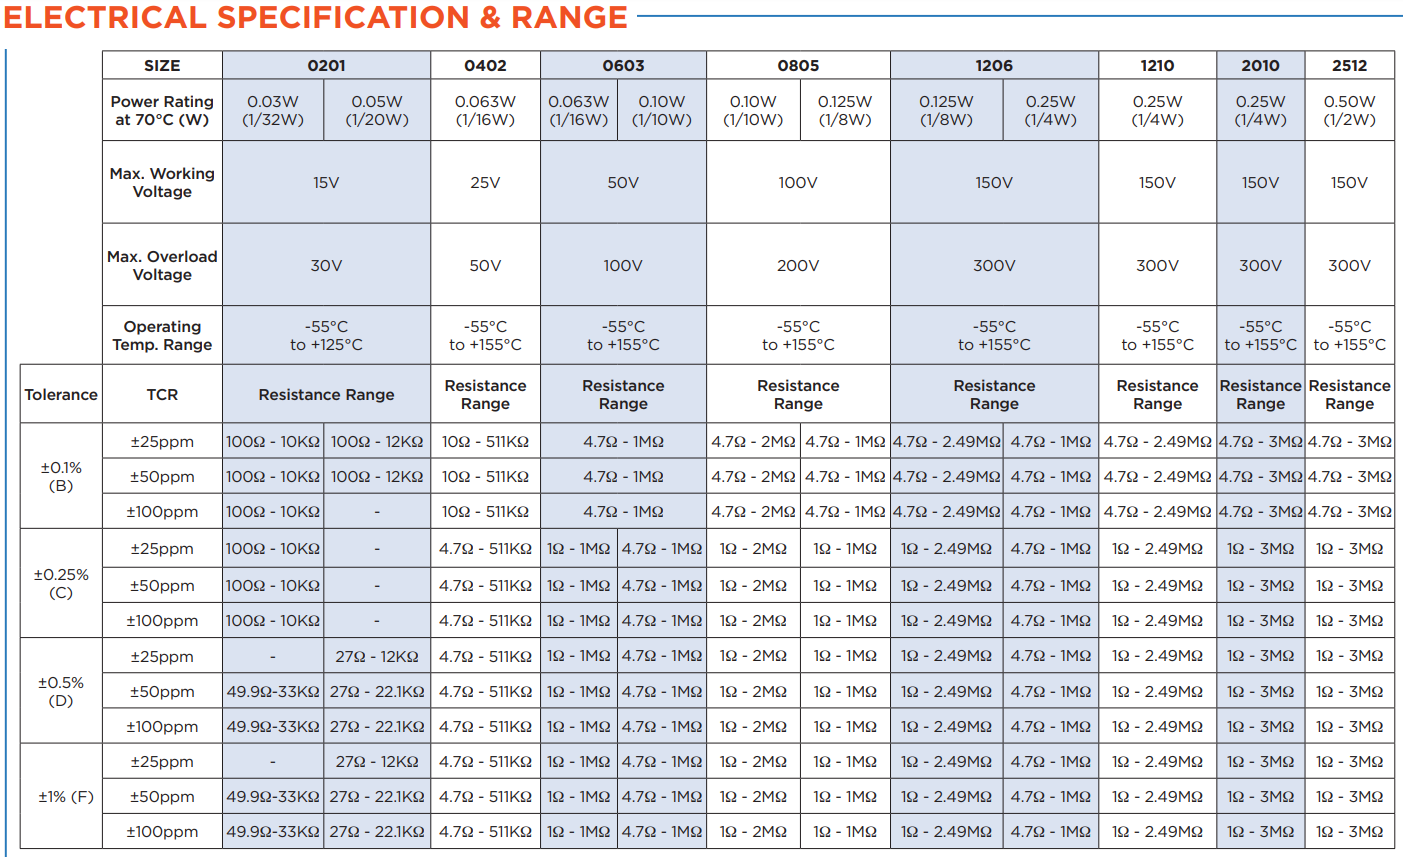 ELECTRICAL SPECIFICATION & RANGE
SIZE 0201 0402 0603 0805 1206 1210 2010 2512
Power Rating 0.03W 0.05W 0.063W 0.063W 0.10W 0.10W 0.125W 0.125W 0.25W 0.25W 0.25W 0.50W
at 70°C (W) (1/32W) (1/20W) (1/16W) (1/16W) (1/10W) (1/10W) (1/8W) (1/8W) (1/4W) (1/4W) (1/4W) (1/2W)
Max. Working
Voltage 15V 25V 50V 100V 150V 150V 150V 150V
Max. Overload
Voltage 30V 50V 100V 200V 300V 300V 300V 300V
Operating -55°C -55°C -55°C -55°C -55°C -55°C -55°C -55°C
Temp. Range to +125°C to +155°C to +155°C to +155°C to +155°C to +155°C to +155°C to +155°C
Tolerance TCR Resistance Range Resistance Resistance Resistance Resistance Resistance Resistance Resistance
Range Range Range Range Range Range Range
±0.1%
(B)
±25ppm 100Ω - 10KΩ 100Ω - 12KΩ 10Ω - 511KΩ 4.7Ω - 1MΩ 4.7Ω - 2MΩ 4.7Ω - 1MΩ 4.7Ω - 2.49MΩ 4.7Ω - 1MΩ 4.7Ω - 2.49MΩ 4.7Ω - 3MΩ 4.7Ω - 3MΩ
±50ppm 100Ω - 10KΩ 100Ω - 12KΩ 10Ω - 511KΩ 4.7Ω - 1MΩ 4.7Ω - 2MΩ 4.7Ω - 1MΩ 4.7Ω - 2.49MΩ 4.7Ω - 1MΩ 4.7Ω - 2.49MΩ 4.7Ω - 3MΩ 4.7Ω - 3MΩ
±100ppm 100Ω - 10KΩ - 10Ω - 511KΩ 4.7Ω - 1MΩ 4.7Ω - 2MΩ 4.7Ω - 1MΩ 4.7Ω - 2.49MΩ 4.7Ω - 1MΩ 4.7Ω - 2.49MΩ 4.7Ω - 3MΩ 4.7Ω - 3MΩ
±0.25%
(C)
±25ppm 100Ω - 10KΩ - 4.7Ω - 511KΩ 1Ω - 1MΩ 4.7Ω - 1MΩ 1Ω - 2MΩ 1Ω - 1MΩ 1Ω - 2.49MΩ 4.7Ω - 1MΩ 1Ω - 2.49MΩ 1Ω - 3MΩ 1Ω - 3MΩ
±50ppm 100Ω - 10KΩ - 4.7Ω - 511KΩ 1Ω - 1MΩ 4.7Ω - 1MΩ 1Ω - 2MΩ 1Ω - 1MΩ 1Ω - 2.49MΩ 4.7Ω - 1MΩ 1Ω - 2.49MΩ 1Ω - 3MΩ 1Ω - 3MΩ
±100ppm 100Ω - 10KΩ - 4.7Ω - 511KΩ 1Ω - 1MΩ 4.7Ω - 1MΩ 1Ω - 2MΩ 1Ω - 1MΩ 1Ω - 2.49MΩ 4.7Ω - 1MΩ 1Ω - 2.49MΩ 1Ω - 3MΩ 1Ω - 3MΩ
±0.5%
(D)
±25ppm - 27Ω - 12KΩ 4.7Ω - 511KΩ 1Ω - 1MΩ 4.7Ω - 1MΩ 1Ω - 2MΩ 1Ω - 1MΩ 1Ω - 2.49MΩ 4.7Ω - 1MΩ 1Ω - 2.49MΩ 1Ω - 3MΩ 1Ω - 3MΩ
±50ppm 49.9Ω-33KΩ 27Ω - 22.1KΩ 4.7Ω - 511KΩ 1Ω - 1MΩ 4.7Ω - 1MΩ 1Ω - 2MΩ 1Ω - 1MΩ 1Ω - 2.49MΩ 4.7Ω - 1MΩ 1Ω - 2.49MΩ 1Ω - 3MΩ 1Ω - 3MΩ
±100ppm 49.9Ω-33KΩ 27Ω - 22.1KΩ 4.7Ω - 511KΩ 1Ω - 1MΩ 4.7Ω - 1MΩ 1Ω - 2MΩ 1Ω - 1MΩ 1Ω - 2.49MΩ 4.7Ω - 1MΩ 1Ω - 2.49MΩ 1Ω - 3MΩ 1Ω - 3MΩ
±1% (F)
±25ppm - 27Ω - 12KΩ 4.7Ω - 511KΩ 1Ω - 1MΩ 4.7Ω - 1MΩ 1Ω - 2MΩ 1Ω - 1MΩ 1Ω - 2.49MΩ 4.7Ω - 1MΩ 1Ω - 2.49MΩ 1Ω - 3MΩ 1Ω - 3MΩ
±50ppm 49.9Ω-33KΩ 27Ω - 22.1KΩ 4.7Ω - 511KΩ 1Ω - 1MΩ 4.7Ω - 1MΩ 1Ω - 2MΩ 1Ω - 1MΩ 1Ω - 2.49MΩ 4.7Ω - 1MΩ 1Ω - 2.49MΩ 1Ω - 3MΩ 1Ω - 3MΩ
±100ppm 49.9Ω-33KΩ 27Ω - 22.1KΩ 4.7Ω - 511KΩ 1Ω - 1MΩ 4.7Ω - 1MΩ 1Ω - 2MΩ 1Ω - 1MΩ 1Ω - 2.49MΩ 4.7Ω - 1MΩ 1Ω - 2.49MΩ 1Ω - 3MΩ 1Ω - 3MΩ